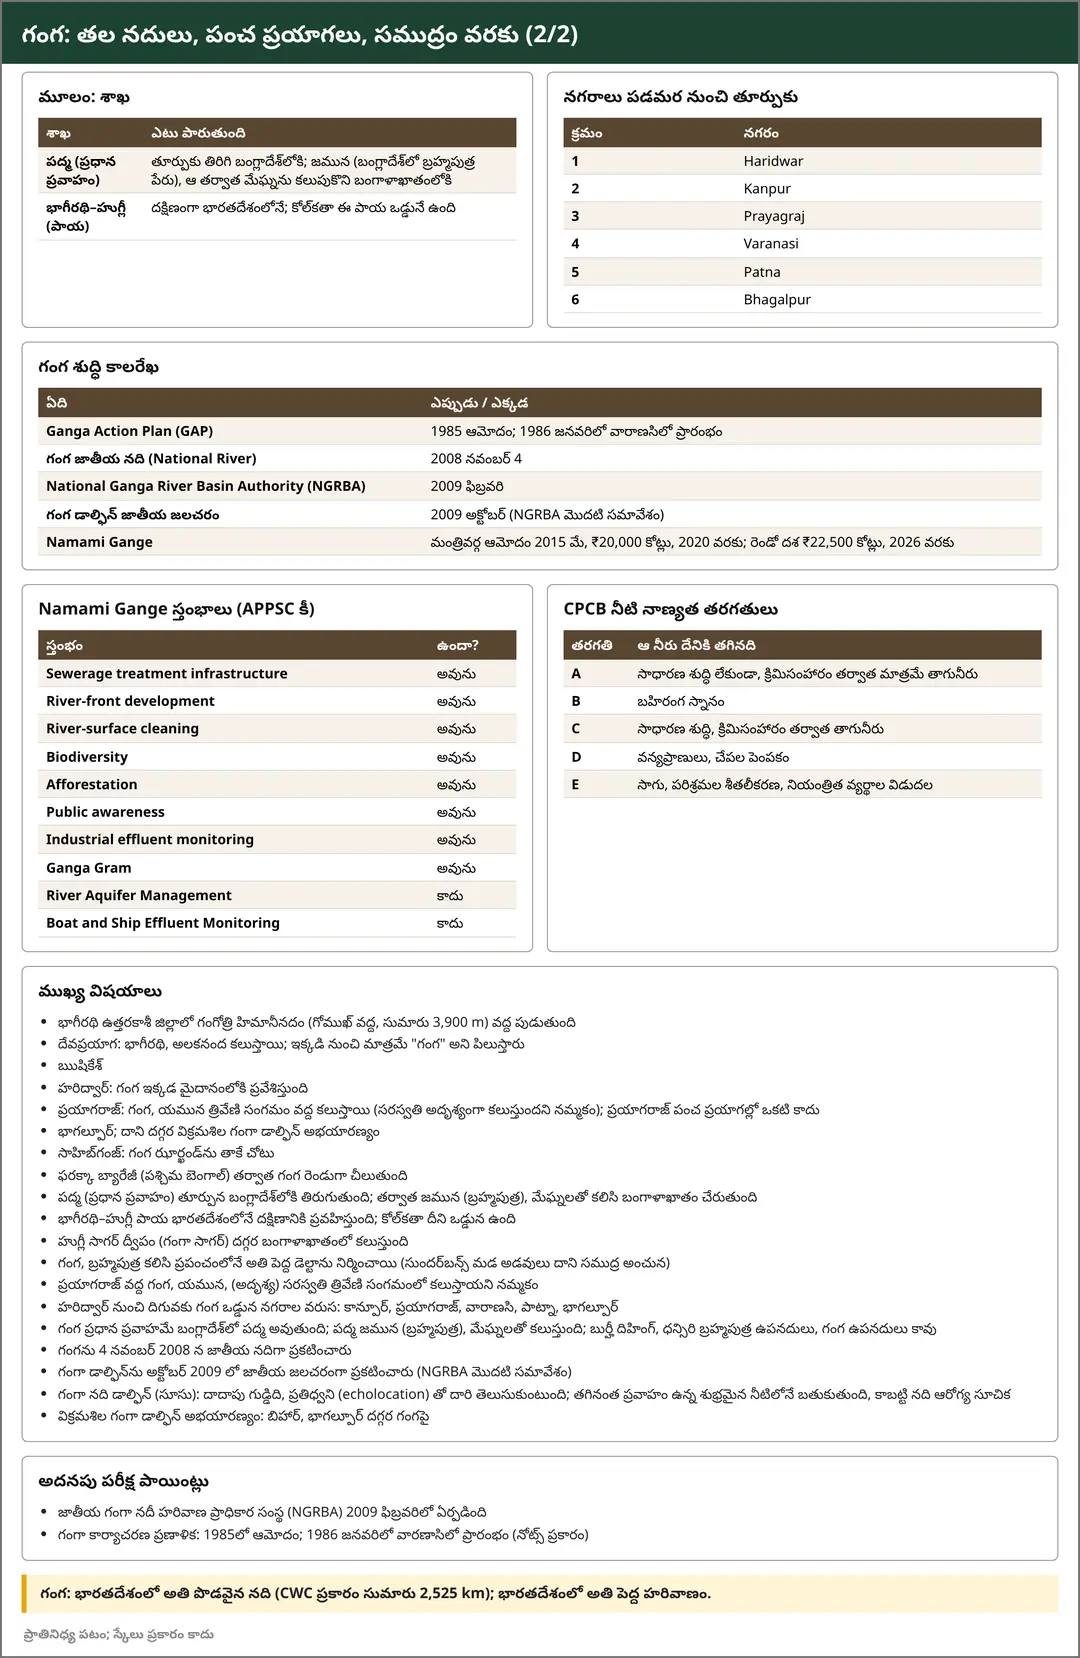 గంగ: తల నదులు, పంచ ప్రయాగలు, సముద్రం వరకు (2/2)
మూలం: శాఖ
శాఖ ఎటు పారుతుంది
పద్మ (ప్రధాన ప్రవాహం) తూర్పుకు తిరిగి బంగ్లాదేశ్‌లోకి; జమున (బంగ్లాదేశ్‌లో బ్రహ్మపుత్ర పేరు), ఆ తర్వాత మేఘ్నను కలుపుకొని బంగాళాఖాతంలోకి
భాగీరథి–హుగ్లీ (పాయ) దక్షిణంగా భారతదేశంలోనే; కోల్‌కతా ఈ పాయ ఒడ్డునే ఉంది
నగరాలు పడమర నుంచి తూర్పుకు
క్రమం నగరం
1 Haridwar
2 Kanpur
3 Prayagraj
4 Varanasi
5 Patna
6 Bhagalpur
గంగ శుద్ధి కాలరేఖ
ఏది ఎప్పుడు / ఎక్కడ
Ganga Action Plan (GAP) 1985 ఆమోదం; 1986 జనవరిలో వారాణసిలో ప్రారంభం
గంగ జాతీయ నది (National River) 2008 నవంబర్ 4
National Ganga River Basin Authority (NGRBA) 2009 ఫిబ్రవరి
గంగ డాల్ఫిన్ జాతీయ జలచరం 2009 అక్టోబర్ (NGRBA మొదటి సమావేశం)
Namami Gange మంత్రివర్గ ఆమోదం 2015 మే, ₹20,000 కోట్లు, 2020 వరకు; రెండో దశ ₹22,500 కోట్లు, 2026 వరకు
Namami Gange స్తంభాలు (APPSC కీ)
స్తంభం ఉందా?
Sewerage treatment infrastructure అవును
River-front development అవును
River-surface cleaning అవును
Biodiversity అవును
Afforestation అవును
Public awareness అవును
Industrial effluent monitoring అవును
Ganga Gram అవును
River Aquifer Management కాదు
Boat and Ship Effluent Monitoring కాదు
CPCB నీటి నాణ్యత తరగతులు
తరగతి ఆ నీరు దేనికి తగినది
A సాధారణ శుద్ధి లేకుండా, క్రిమిసంహారం తర్వాత మాత్రమే తాగునీరు
B బహిరంగ స్నానం
C సాధారణ శుద్ధి, క్రిమిసంహారం తర్వాత తాగునీరు
D వన్యప్రాణులు, చేపల పెంపకం
E సాగు, పరిశ్రమల శీతలీకరణ, నియంత్రిత వ్యర్థాల విడుదల
ముఖ్య విషయాలు
• భాగీరథి ఉత్తరకాశీ జిల్లాలో గంగోత్రి హిమానీనదం (గోముఖ్ వద్ద, సుమారు 3,900 m) వద్ద పుడుతుంది
• దేవప్రయాగ: భాగీరథి, అలకనంద కలుస్తాయి; ఇక్కడి నుంచి మాత్రమే "గంగ" అని పిలుస్తారు
• ఋషికేశ్
• హరిద్వార్: గంగ ఇక్కడ మైదానంలోకి ప్రవేశిస్తుంది
• ప్రయాగరాజ్: గంగ, యమున త్రివేణి సంగమం వద్ద కలుస్తాయి (సరస్వతి అదృశ్యంగా కలుస్తుందని నమ్మకం); ప్రయాగరాజ్ పంచ ప్రయాగల్లో ఒకటి కాదు
• భాగల్పూర్; దాని దగ్గర విక్రమశిల గంగా డాల్ఫిన్ అభయారణ్యం
• సాహిబ్‌గంజ్: గంగ ఝార్ఖండ్‌ను తాకే చోటు
• ఫరక్కా బ్యారేజీ (పశ్చిమ బెంగాల్) తర్వాత గంగ రెండుగా చీలుతుంది
• పద్మ (ప్రధాన ప్రవాహం) తూర్పున బంగ్లాదేశ్‌లోకి తిరుగుతుంది; తర్వాత జమున (బ్రహ్మపుత్ర), మేఘ్నలతో కలిసి బంగాళాఖాతం చేరుతుంది
• భాగీరథి–హుగ్లీ పాయ భారతదేశంలోనే దక్షిణానికి ప్రవహిస్తుంది; కోల్‌కతా దీని ఒడ్డున ఉంది
• హుగ్లీ సాగర్ ద్వీపం (గంగా సాగర్) దగ్గర బంగాళాఖాతంలో కలుస్తుంది
• గంగ, బ్రహ్మపుత్ర కలిసి ప్రపంచంలోనే అతి పెద్ద డెల్టాను నిర్మించాయి (సుందర్‌బన్స్ మడ అడవులు దాని సముద్ర అంచున)
• ప్రయాగరాజ్ వద్ద గంగ, యమున, (అదృశ్య) సరస్వతి త్రివేణి సంగమంలో కలుస్తాయని నమ్మకం
• హరిద్వార్ నుంచి దిగువకు గంగ ఒడ్డున నగరాల వరుస: కాన్పూర్, ప్రయాగరాజ్, వారాణసి, పాట్నా, భాగల్పూర్
• గంగ ప్రధాన ప్రవాహమే బంగ్లాదేశ్‌లో పద్మ అవుతుంది; పద్మ జమున (బ్రహ్మపుత్ర), మేఘ్నలతో కలుస్తుంది; బుర్హీ దిహింగ్, ధన్సిరి బ్రహ్మపుత్ర ఉపనదులు, గంగ ఉపనదులు కావు
• గంగను 4 నవంబర్ 2008 న జాతీయ నదిగా ప్రకటించారు
• గంగా డాల్ఫిన్‌ను అక్టోబర్ 2009 లో జాతీయ జలచరంగా ప్రకటించారు (NGRBA మొదటి సమావేశం)
• గంగా నది డాల్ఫిన్ (సూసు): దాదాపు గుడ్డిది, ప్రతిధ్వని (echolocation) తో దారి తెలుసుకుంటుంది; తగినంత ప్రవాహం ఉన్న శుభ్రమైన నీటిలోనే బతుకుతుంది, కాబట్టి నది ఆరోగ్య సూచిక
• విక్రమశిల గంగా డాల్ఫిన్ అభయారణ్యం: బిహార్, భాగల్పూర్ దగ్గర గంగపై
అదనపు పరీక్ష పాయింట్లు
• జాతీయ గంగా నదీ హరివాణ ప్రాధికార సంస్థ (NGRBA) 2009 ఫిబ్రవరిలో ఏర్పడింది
• గంగా కార్యాచరణ ప్రణాళిక: 1985లో ఆమోదం; 1986 జనవరిలో వారణాసిలో ప్రారంభం (నోట్స్ ప్రకారం)
గంగ: భారతదేశంలో అతి పొడవైన నది (CWC ప్రకారం సుమారు 2,525 km); భారతదేశంలో అతి పెద్ద హరివాణం.
ప్రాతినిధ్య పటం; స్కేలు ప్రకారం కాదు